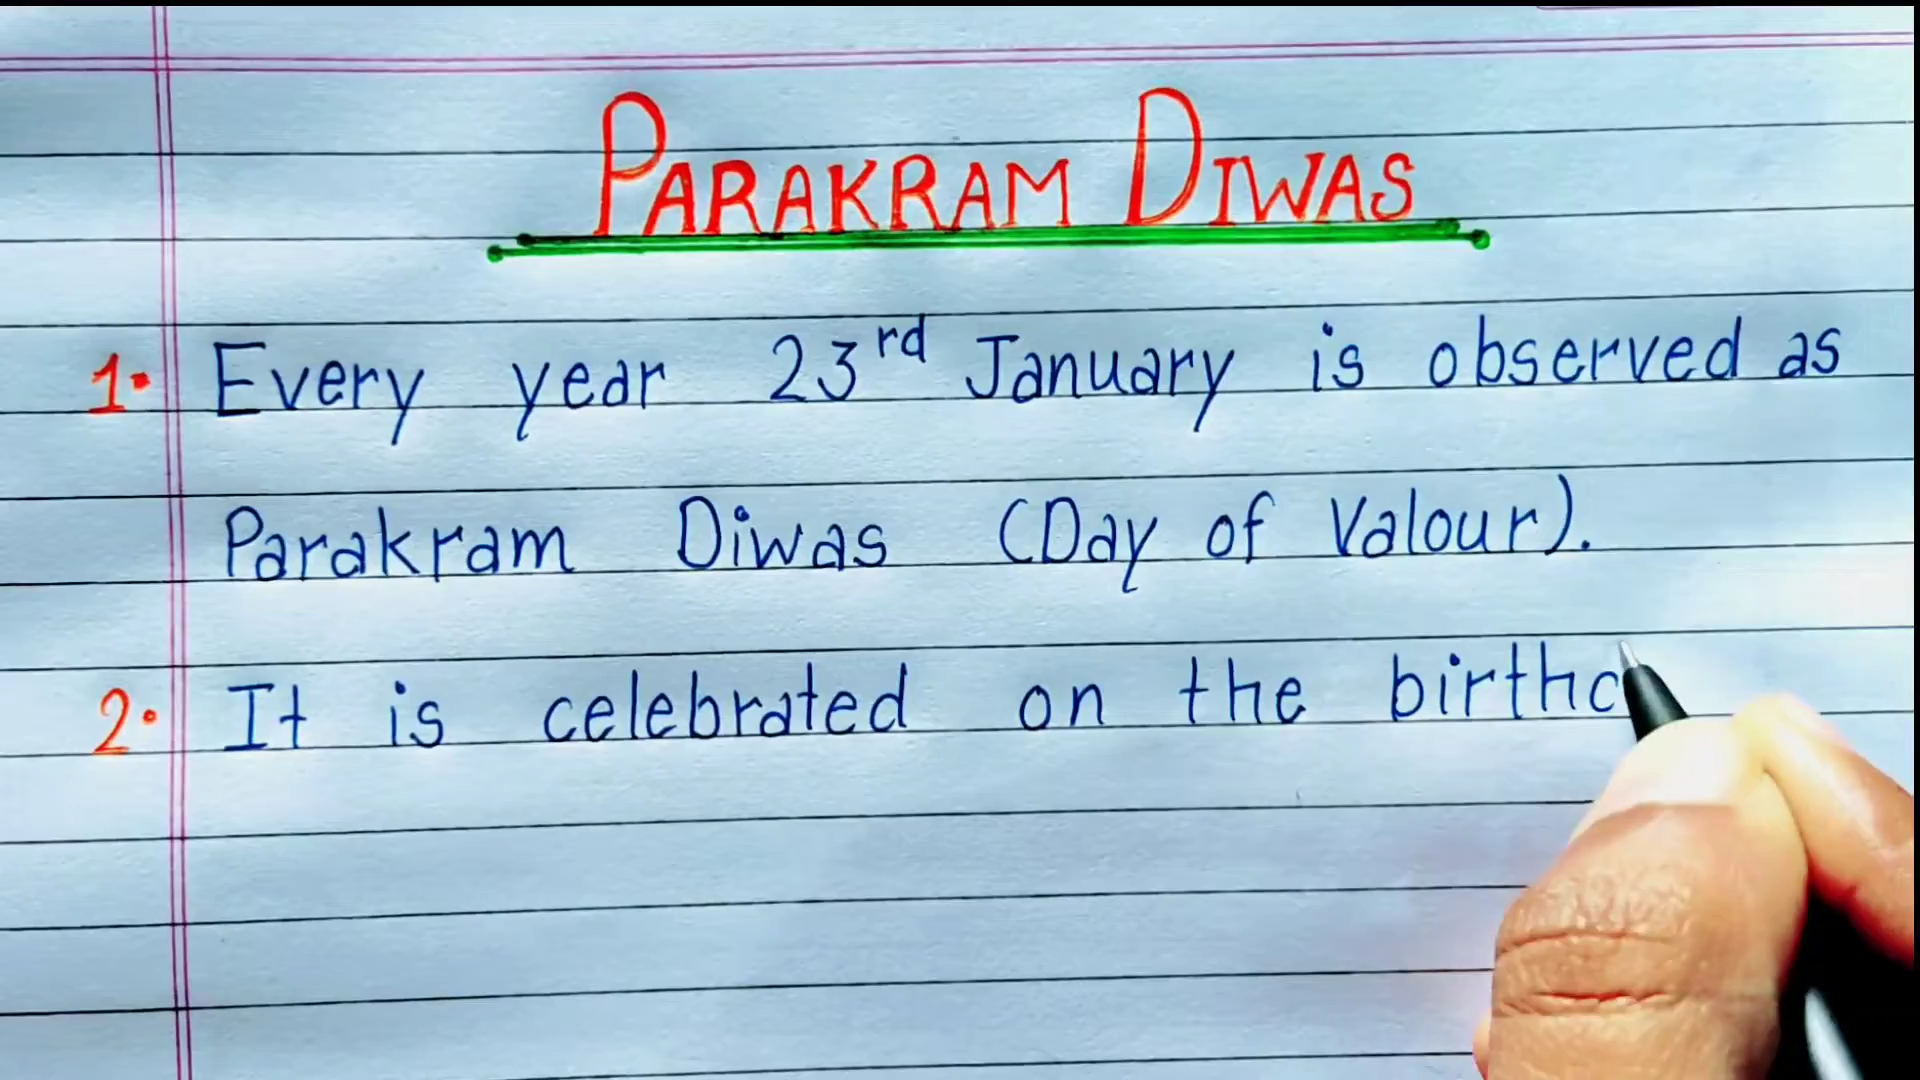 PARAKRAM DIWAS
1. Every year 23rd January is observed as
Parakram Diwas (Day of Valour).
2. It is celebrated on the